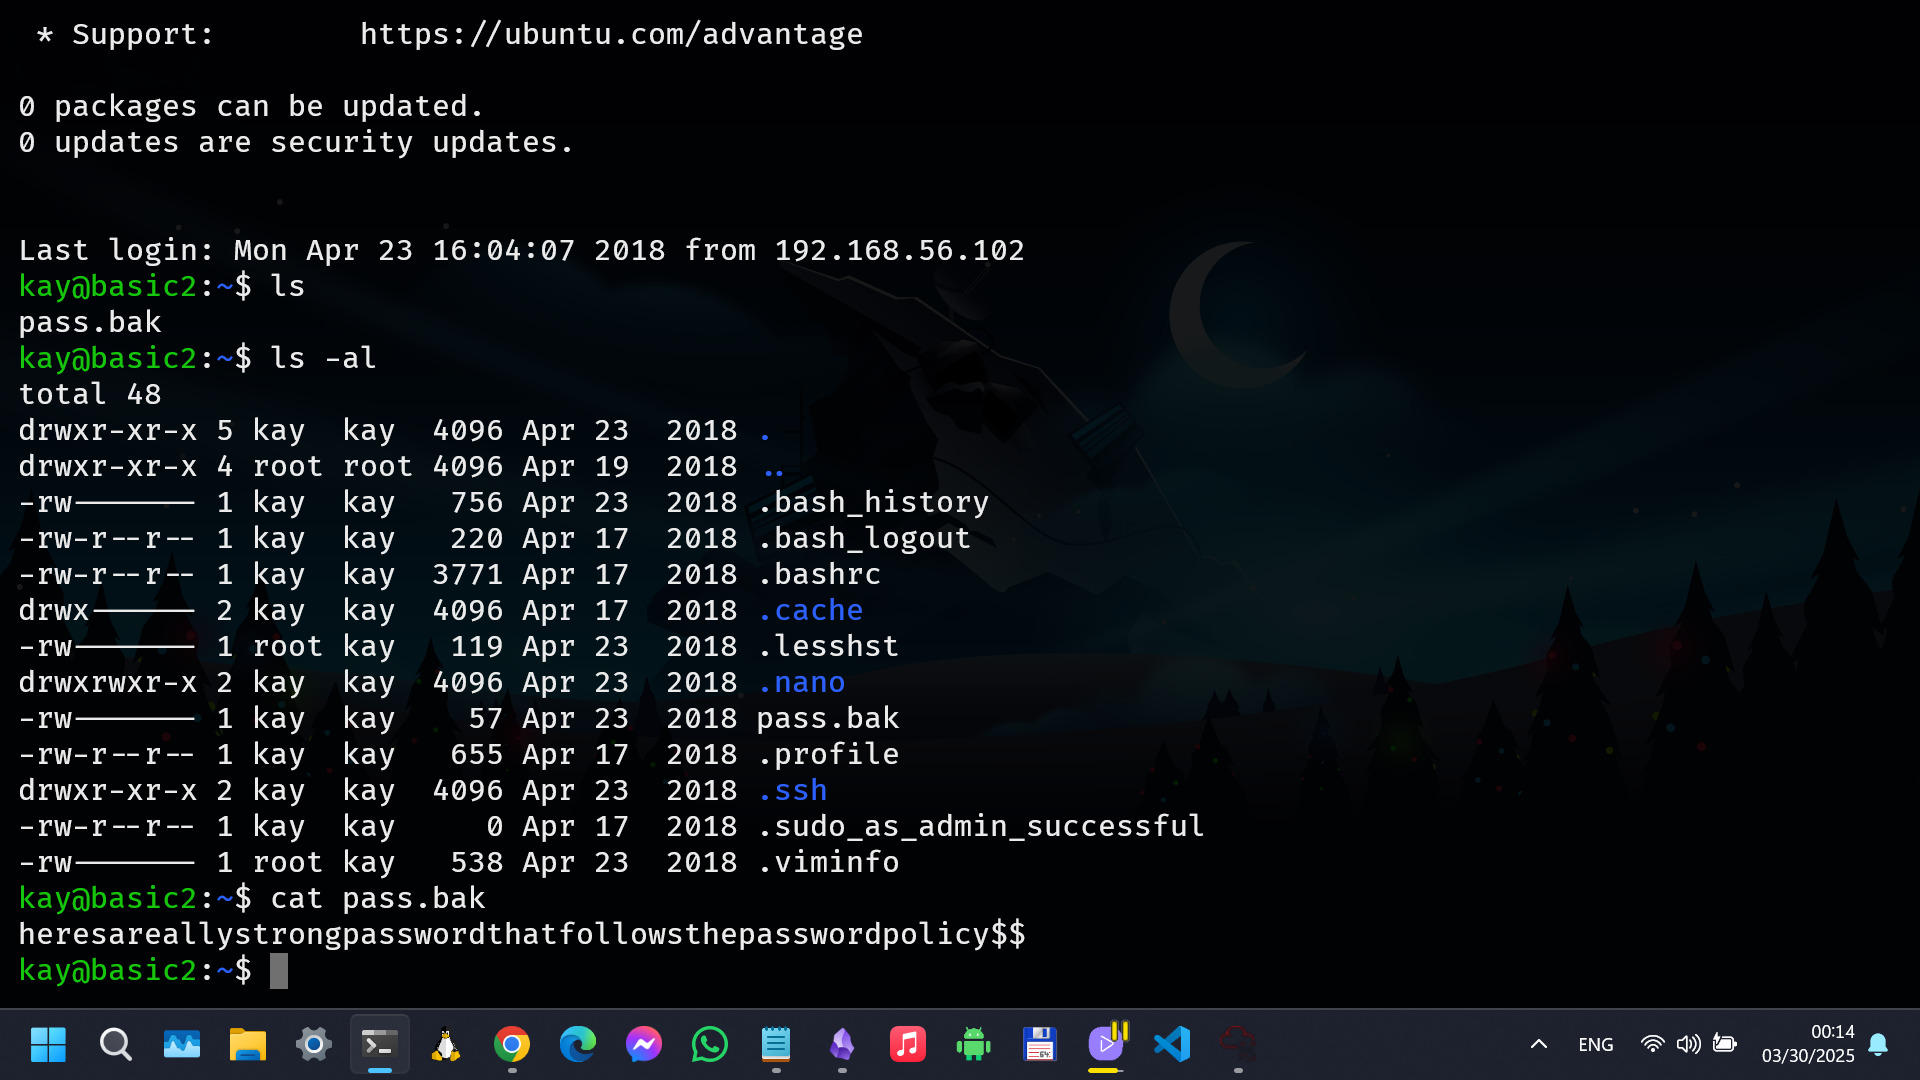 * Support:        https://ubuntu.com/advantage
0 packages can be updated.
0 updates are security updates.
Last login: Mon Apr 23 16:04:07 2018 from 192.168.56.102
kay@basic2:~$ ls
pass.bak
kay@basic2:~$ ls -al
total 48
drwxr-xr-x 5 kay  kay  4096 Apr 23  2018 .
drwxr-xr-x 4 root root 4096 Apr 19  2018 ..
-rw------- 1 kay  kay   756 Apr 23  2018 .bash_history
-rw-r--r-- 1 kay  kay   220 Apr 17  2018 .bash_logout
-rw-r--r-- 1 kay  kay  3771 Apr 17  2018 .bashrc
drwx------ 2 kay  kay  4096 Apr 17  2018 .cache
-rw------- 1 root kay   119 Apr 23  2018 .lesshst
drwxrwxr-x 2 kay  kay  4096 Apr 23  2018 .nano
-rw------- 1 kay  kay    57 Apr 23  2018 pass.bak
-rw-r--r-- 1 kay  kay   655 Apr 17  2018 .profile
drwxr-xr-x 2 kay  kay  4096 Apr 23  2018 .ssh
-rw-r--r-- 1 kay  kay     0 Apr 17  2018 .sudo_as_admin_successful
-rw------- 1 root kay   538 Apr 23  2018 .viminfo
kay@basic2:~$ cat pass.bak
heresareallystrongpasswordthatfollowsthepasswordpolicy$$
kay@basic2:~$
64
ENG
00:14
03/30/2025